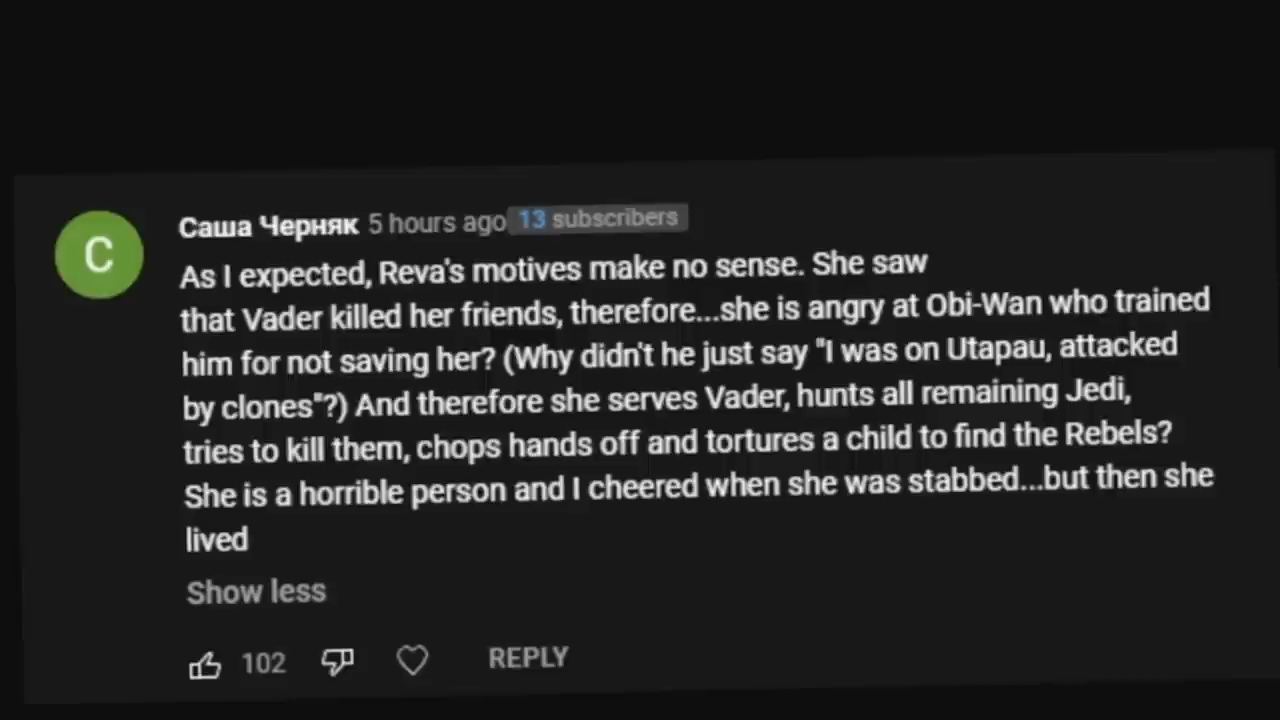 C
Саша Черняк 5 hours ago 13 subscribers
As I expected, Reva's motives make no sense. She saw
that Vader killed her friends, therefore...she is angry at Obi-Wan who trained
him for not saving her? (Why didn't he just say "I was on Utapau, attacked
by clones"?) And therefore she serves Vader, hunts all remaining Jedi,
tries to kill them, chops hands off and tortures a child to find the Rebels?
She is a horrible person and I cheered when she was stabbed...but then she
lived
Show less
102 REPLY